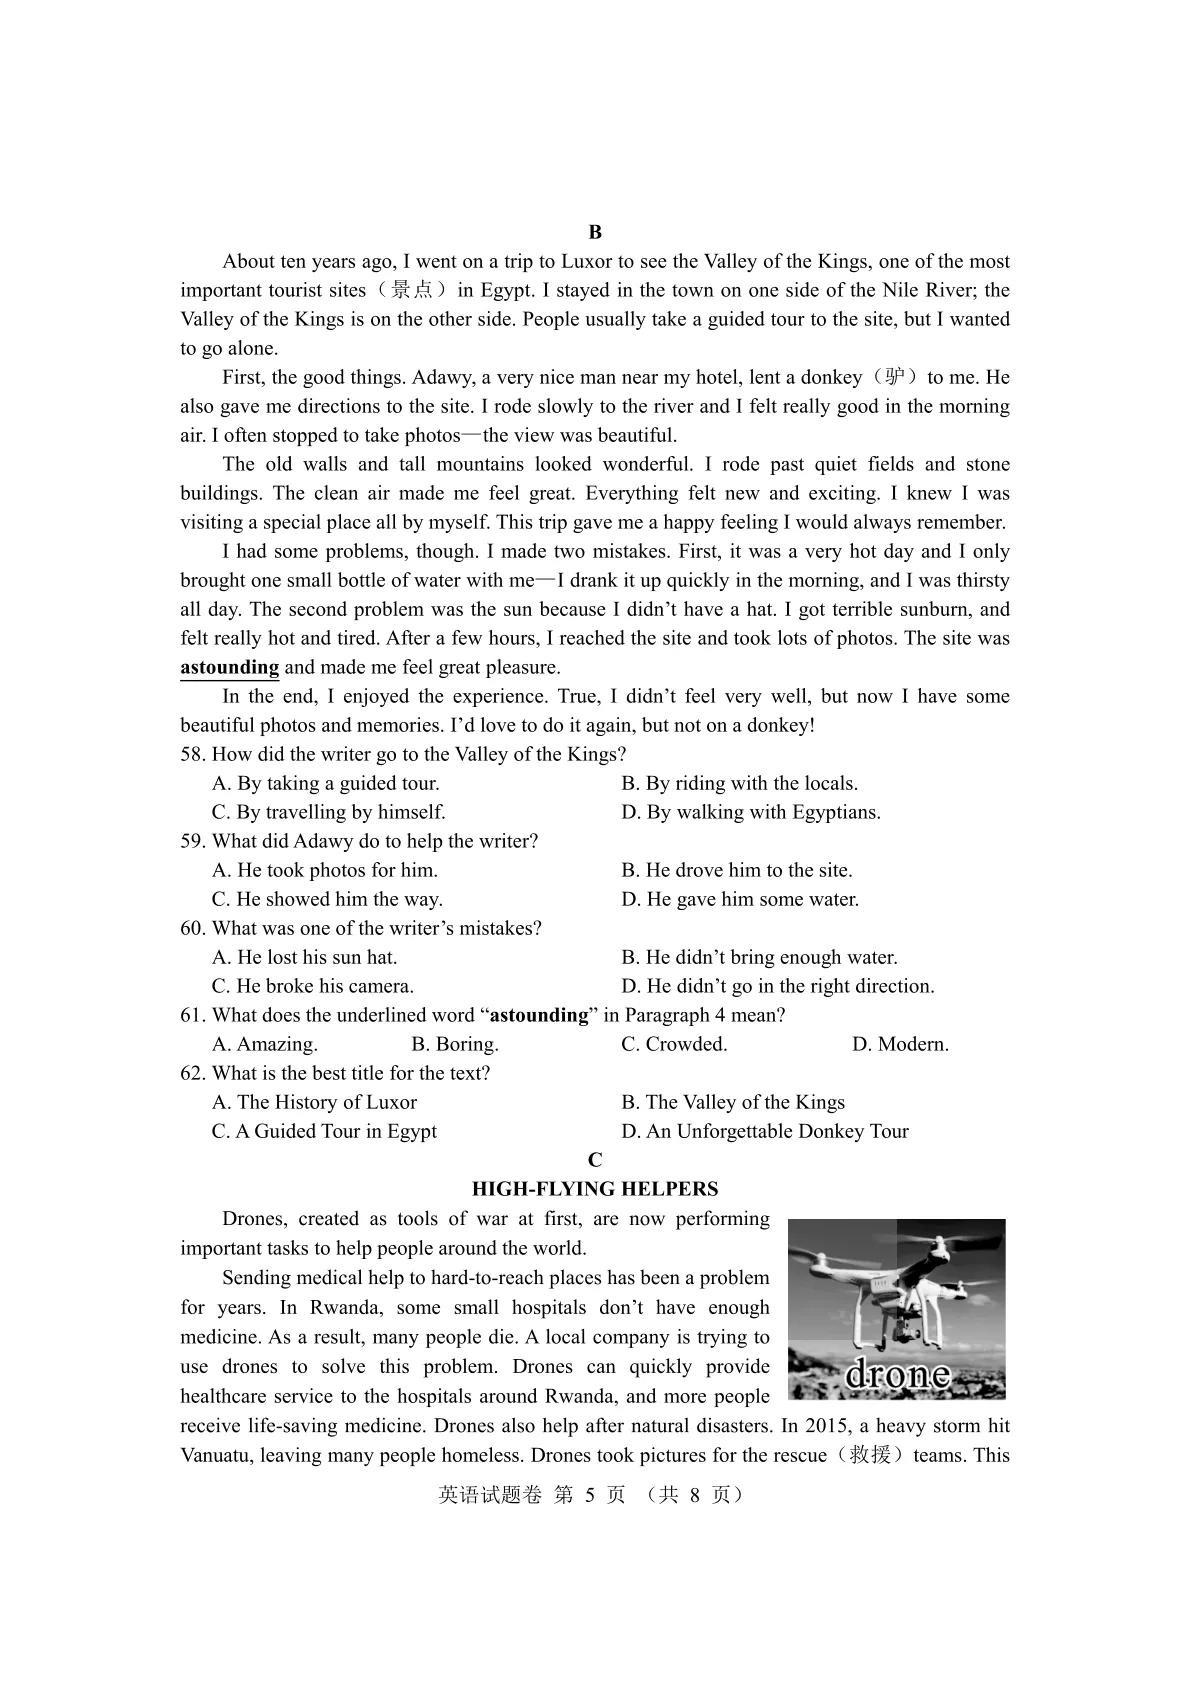 B
About ten years ago, I went on a trip to Luxor to see the Valley of the Kings, one of the most
important tourist sites（景点）in Egypt. I stayed in the town on one side of the Nile River; the
Valley of the Kings is on the other side. People usually take a guided tour to the site, but I wanted
to go alone.
First, the good things. Adawy, a very nice man near my hotel, lent a donkey（驴）to me. He
also gave me directions to the site. I rode slowly to the river and I felt really good in the morning
air. I often stopped to take photos—the view was beautiful.
The old walls and tall mountains looked wonderful. I rode past quiet fields and stone
buildings. The clean air made me feel great. Everything felt new and exciting. I knew I was
visiting a special place all by myself. This trip gave me a happy feeling I would always remember.
I had some problems, though. I made two mistakes. First, it was a very hot day and I only
brought one small bottle of water with me—I drank it up quickly in the morning, and I was thirsty
all day. The second problem was the sun because I didn’t have a hat. I got terrible sunburn, and
felt really hot and tired. After a few hours, I reached the site and took lots of photos. The site was
astounding and made me feel great pleasure.
In the end, I enjoyed the experience. True, I didn’t feel very well, but now I have some
beautiful photos and memories. I’d love to do it again, but not on a donkey!
58. How did the writer go to the Valley of the Kings?
A. By taking a guided tour. B. By riding with the locals.
C. By travelling by himself. D. By walking with Egyptians.
59. What did Adawy do to help the writer?
A. He took photos for him. B. He drove him to the site.
C. He showed him the way. D. He gave him some water.
60. What was one of the writer’s mistakes?
A. He lost his sun hat. B. He didn’t bring enough water.
C. He broke his camera. D. He didn’t go in the right direction.
61. What does the underlined word “astounding” in Paragraph 4 mean?
A. Amazing. B. Boring. C. Crowded. D. Modern.
62. What is the best title for the text?
A. The History of Luxor B. The Valley of the Kings
C. A Guided Tour in Egypt D. An Unforgettable Donkey Tour
C
HIGH-FLYING HELPERS
Drones, created as tools of war at first, are now performing
important tasks to help people around the world.
Sending medical help to hard-to-reach places has been a problem
for years. In Rwanda, some small hospitals don’t have enough
medicine. As a result, many people die. A local company is trying to
use drones to solve this problem. Drones can quickly provide
healthcare service to the hospitals around Rwanda, and more people
drone
receive life-saving medicine. Drones also help after natural disasters. In 2015, a heavy storm hit
Vanuatu, leaving many people homeless. Drones took pictures for the rescue（救援）teams. This
英语试题卷 第 5 页 （共 8 页）